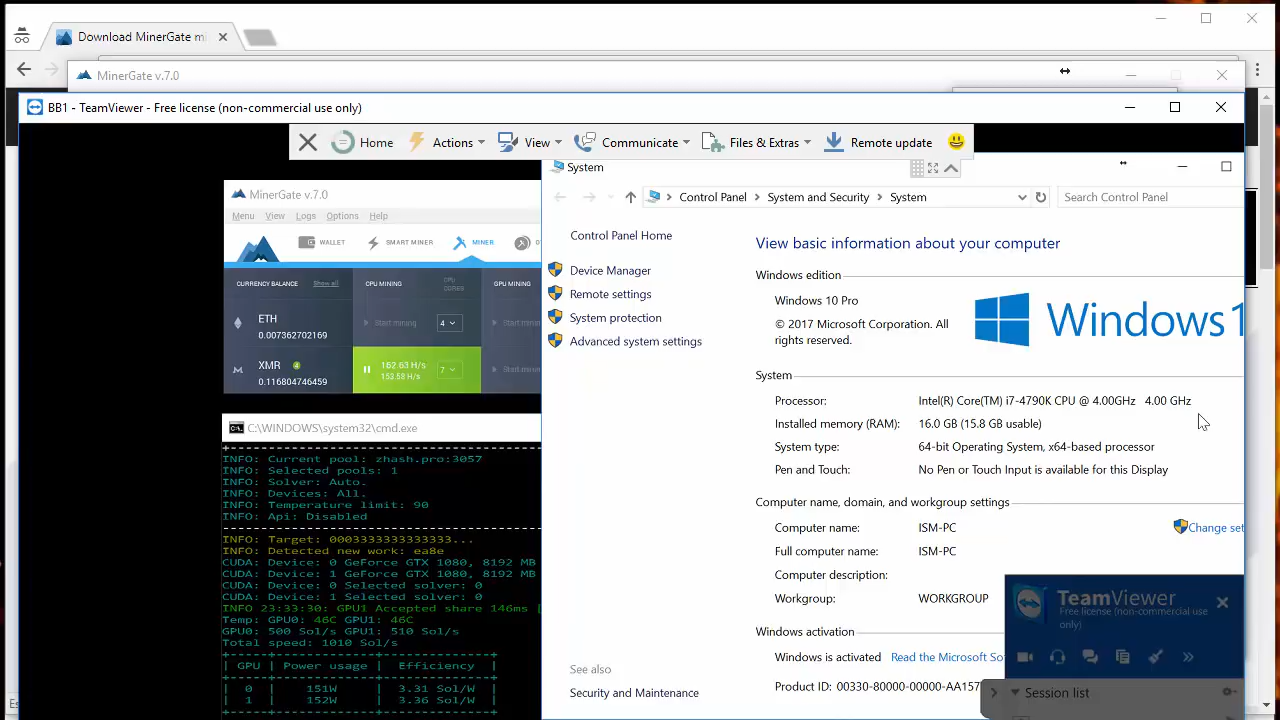 Download MinerGate mi
MinerGate v.7.0
BB1 - TeamViewer - Free license (non-commercial use only)
Home
Actions
View
Communicate
Files & Extras
Remote update
System
MinerGate v.7.0
Menu View Logs Options Help
WALLET
SMART MINER
MINER
CURRENCY BALANCE Show all
CPU MINING
CPU CORES
GPU MINING
ETH
0.007362702169
Start mining
4
Start mining
XMR 4
0.116804746459
162.63 H/s
153.58 H/s
7
Start mining
C:\WINDOWS\system32\cmd.exe
INFO: Current pool: zhash.pro:3057
INFO: Selected pools: 1
INFO: Solver: Auto.
INFO: Devices: All.
INFO: Temperature limit: 90
INFO: Api: Disabled
INFO: Target: 0003333333333333...
INFO: Detected new work: ea8e
CUDA: Device: 0 GeForce GTX 1080, 8192 MB
CUDA: Device: 1 GeForce GTX 1080, 8192 MB
CUDA: Device: 0 Selected solver: 0
CUDA: Device: 1 Selected solver: 0
INFO 23:33:30: GPU1 Accepted share 146ms [
Temp: GPU0: 46C GPU1: 46C
GPU0: 500 Sol/s GPU1: 510 Sol/s
Total speed: 1010 Sol/s
| GPU | Power usage | Efficiency |
| 0 | 151W | 3.31 Sol/W |
| 1 | 152W | 3.36 Sol/W |
Control Panel
System and Security
System
Search Control Panel
Control Panel Home
Device Manager
Remote settings
System protection
Advanced system settings
See also
Security and Maintenance
View basic information about your computer
Windows edition
Windows 10 Pro
© 2017 Microsoft Corporation. All
rights reserved.
Windows 1
System
Processor: Intel(R) Core(TM) i7-4790K CPU @ 4.00GHz 4.00 GHz
Installed memory (RAM): 16.0 GB (15.8 GB usable)
System type: 64-bit Operating System, x64-based processor
Pen and Touch: No Pen or Touch Input is available for this Display
Computer name, domain, and workgroup settings
Computer name: ISM-PC
Change set
Full computer name: ISM-PC
Computer description:
Workgroup: WORKGROUP
Windows activation
Windows is activated Read the Microsoft So
TeamViewer
Free license (non-commercial use
only)
Session list